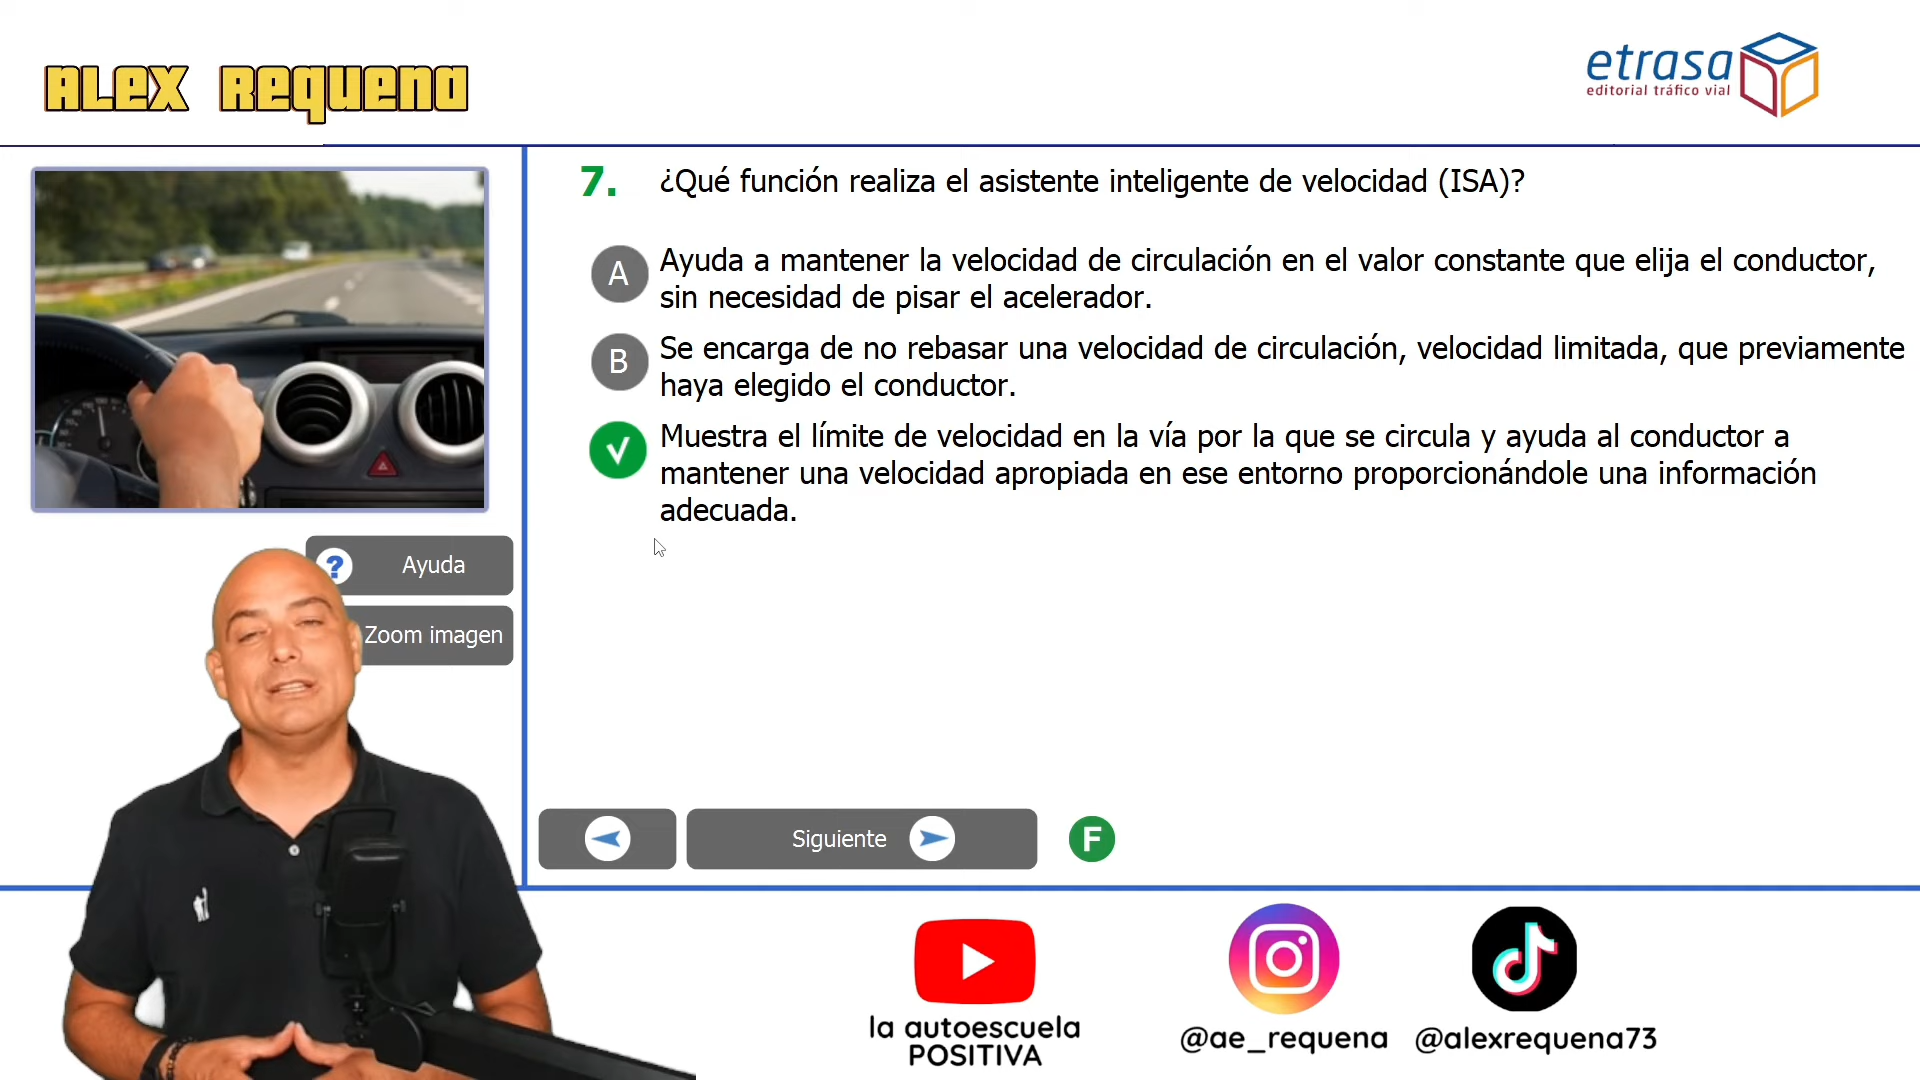 ALEX REQUENA
etrasa
editorial tráfico vial
7. ¿Qué función realiza el asistente inteligente de velocidad (ISA)?
A Ayuda a mantener la velocidad de circulación en el valor constante que elija el conductor,
sin necesidad de pisar el acelerador.
B Se encarga de no rebasar una velocidad de circulación, velocidad limitada, que previamente
haya elegido el conductor.
Muestra el límite de velocidad en la vía por la que se circula y ayuda al conductor a
mantener una velocidad apropiada en ese entorno proporcionándole una información
adecuada.
? Ayuda
Zoom imagen
Siguiente
F
la autoescuela
POSITIVA
@ae_requena
@alexrequena73